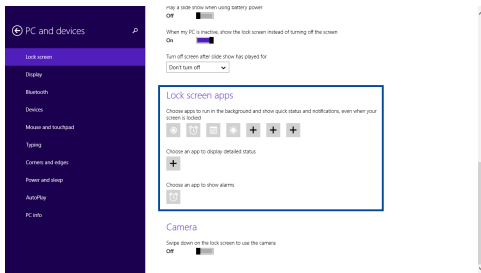 PC and devices
Lock screen
Display
Bluetooth
Devices
Mouse and touchpad
Typing
Corners and edges
Power and sleep
AutoPlay
PC info
Play a slide show when using battery power
Off
When my PC is inactive, show the lock screen instead of turning off the screen
On
Turn off screen after slide show has played for
Don't turn off
Lock screen apps
Choose apps to run in the background and show quick status and notifications, even when your
screen is locked
Choose an app to display detailed status
Choose an app to show alarms
Camera
Swipe down on the lock screen to use the camera
Off